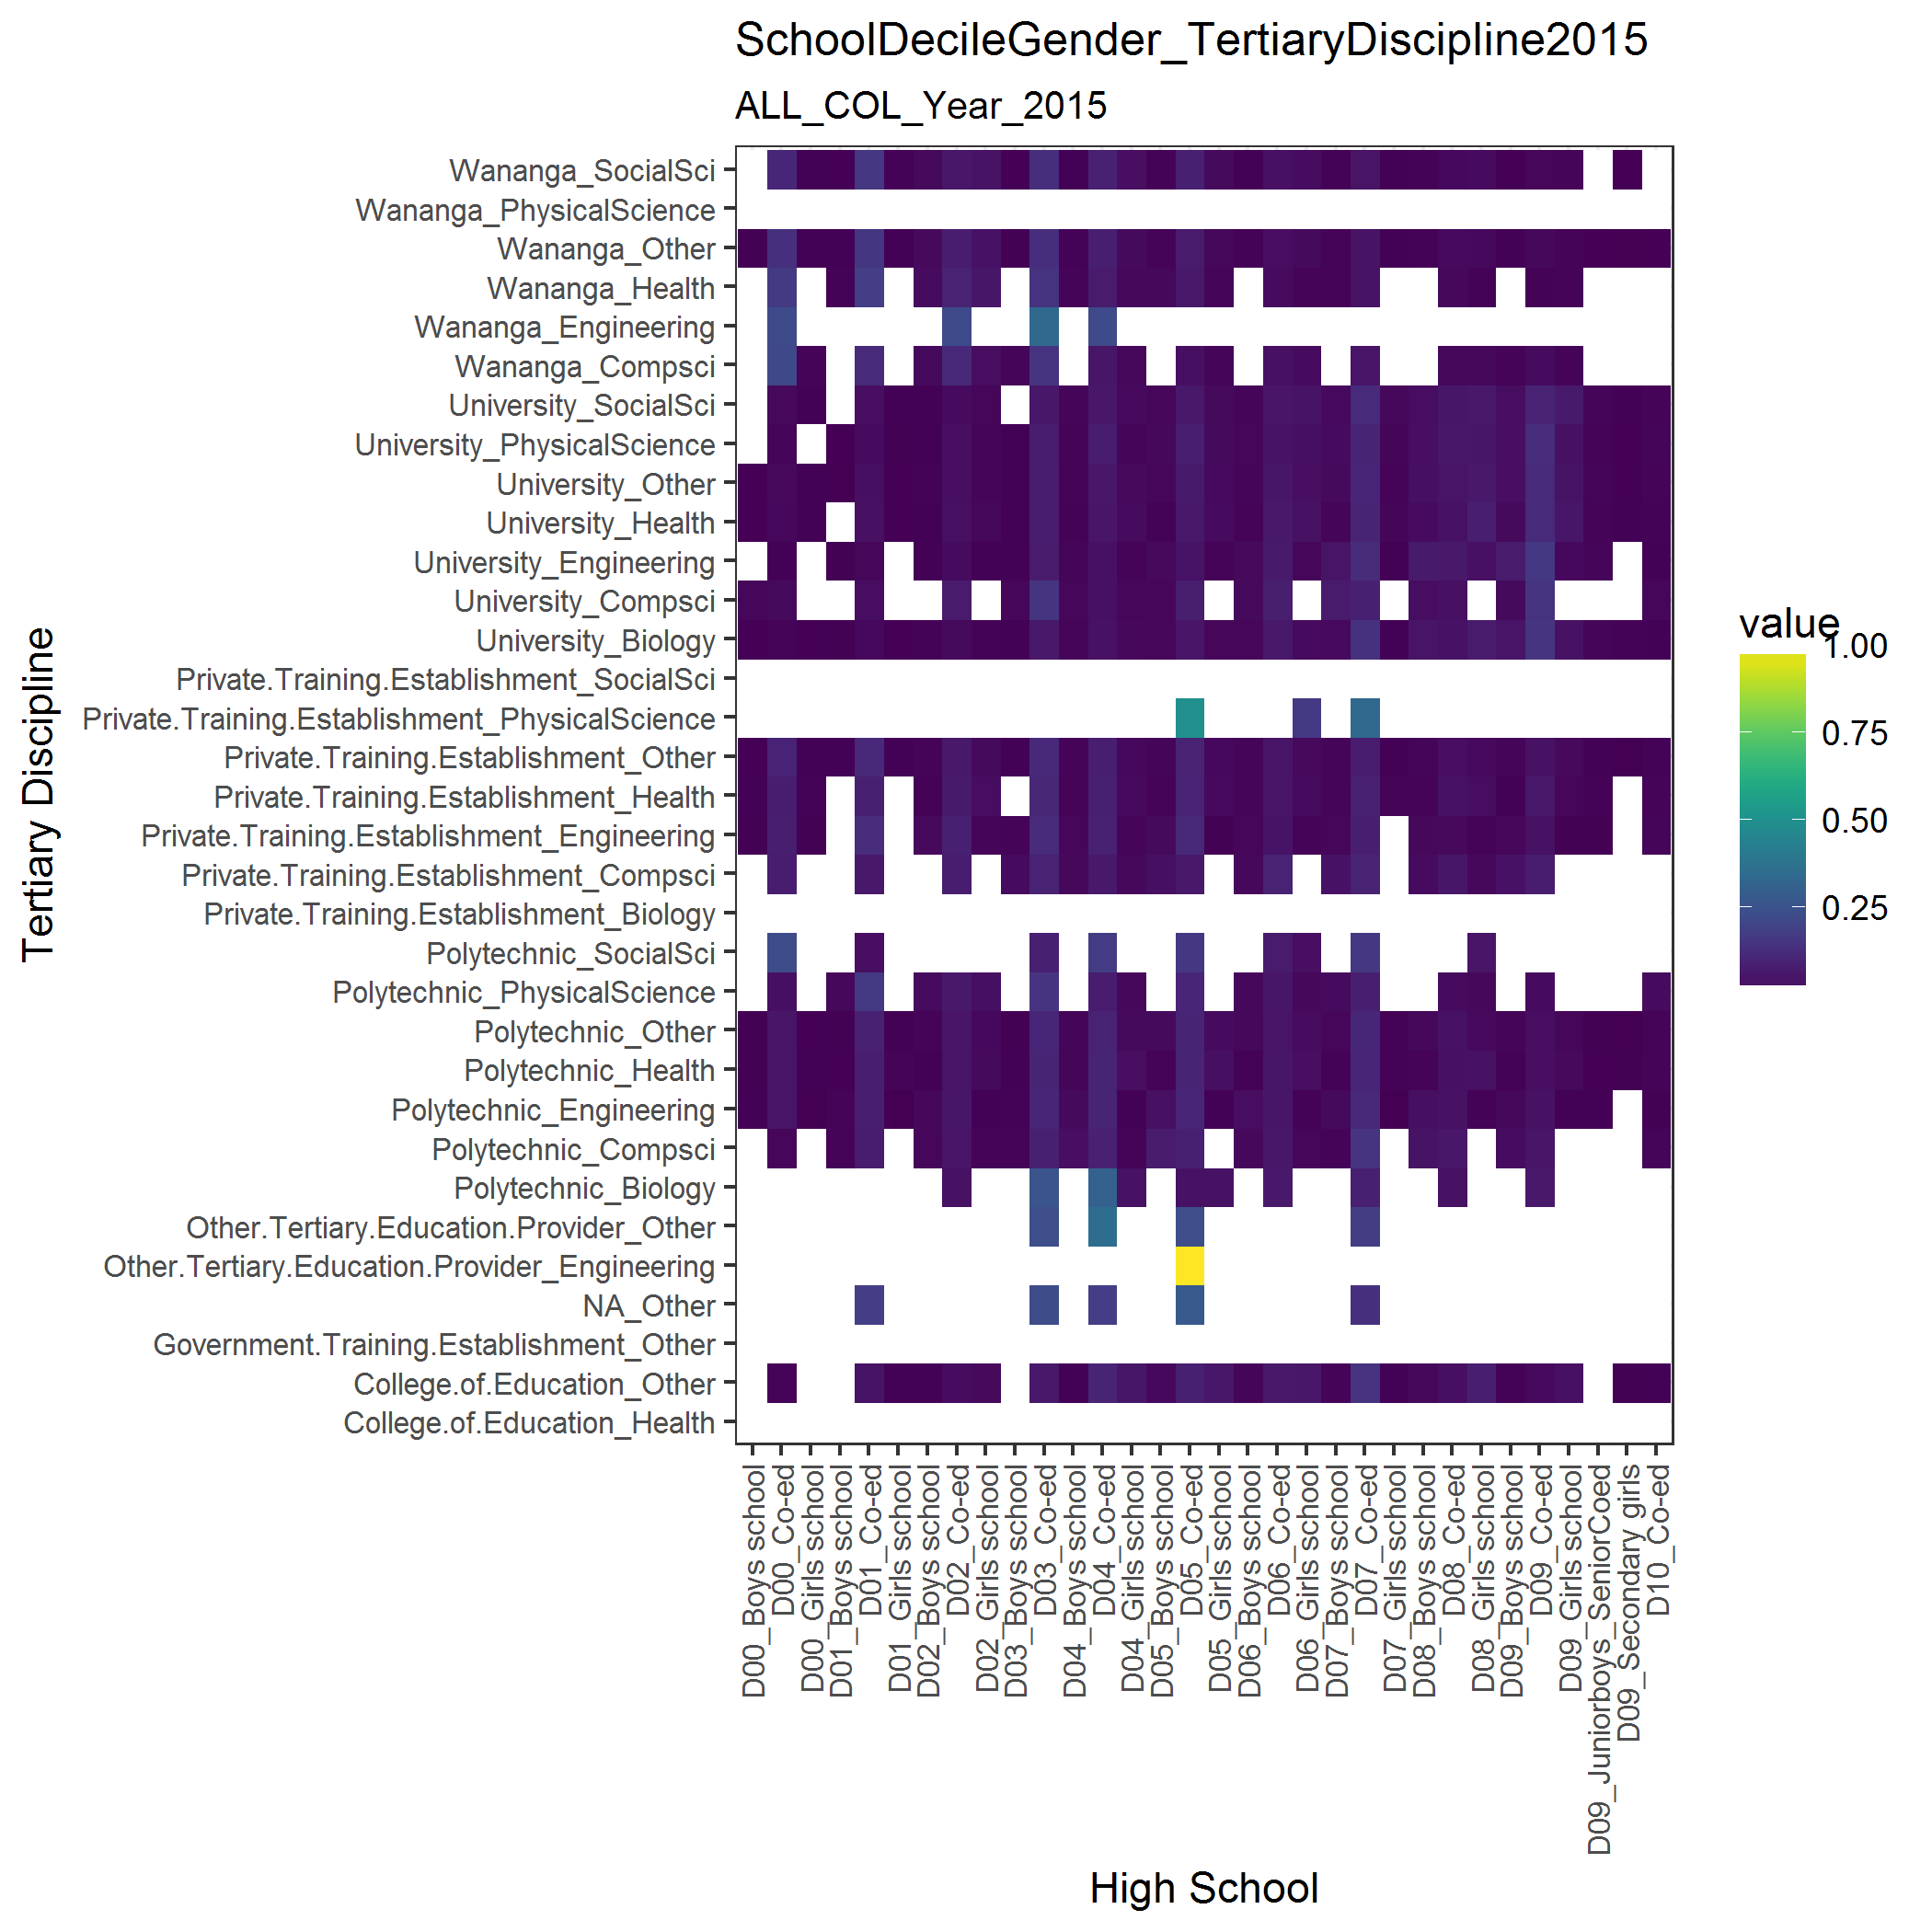 SchoolDecileGender_TertiaryDiscipline2015
ALL_COL_Year_2015
Tertiary Discipline
Wananga_SocialSci
Wananga_PhysicalScience
Wananga_Other
Wananga_Health
Wananga_Engineering
Wananga_Compsci
University_SocialSci
University_PhysicalScience
University_Other
University_Health
University_Engineering
University_Compsci
University_Biology
Private.Training.Establishment_SocialSci
Private.Training.Establishment_PhysicalScience
Private.Training.Establishment_Other
Private.Training.Establishment_Health
Private.Training.Establishment_Engineering
Private.Training.Establishment_Compsci
Private.Training.Establishment_Biology
Polytechnic_SocialSci
Polytechnic_PhysicalScience
Polytechnic_Other
Polytechnic_Health
Polytechnic_Engineering
Polytechnic_Compsci
Polytechnic_Biology
Other.Tertiary.Education.Provider_Other
Other.Tertiary.Education.Provider_Engineering
NA_Other
Government.Training.Establishment_Other
College.of.Education_Other
College.of.Education_Health
D00_Boys school
D00_Co-ed
D00_Girls school
D01_Boys school
D01_Co-ed
D01_Girls school
D02_Boys school
D02_Co-ed
D02_Girls school
D03_Boys school
D03_Co-ed
D04_Boys school
D04_Co-ed
D04_Girls school
D05_Boys school
D05_Co-ed
D05_Girls school
D06_Boys school
D06_Co-ed
D06_Girls school
D07_Boys school
D07_Co-ed
D07_Girls school
D08_Boys school
D08_Co-ed
D08_Girls school
D09_Boys school
D09_Co-ed
D09_Girls school
D09_Juniorboys_SeniorCoed
D09_Secondary girls
D10_Co-ed
High School
value
1.00
0.75
0.50
0.25